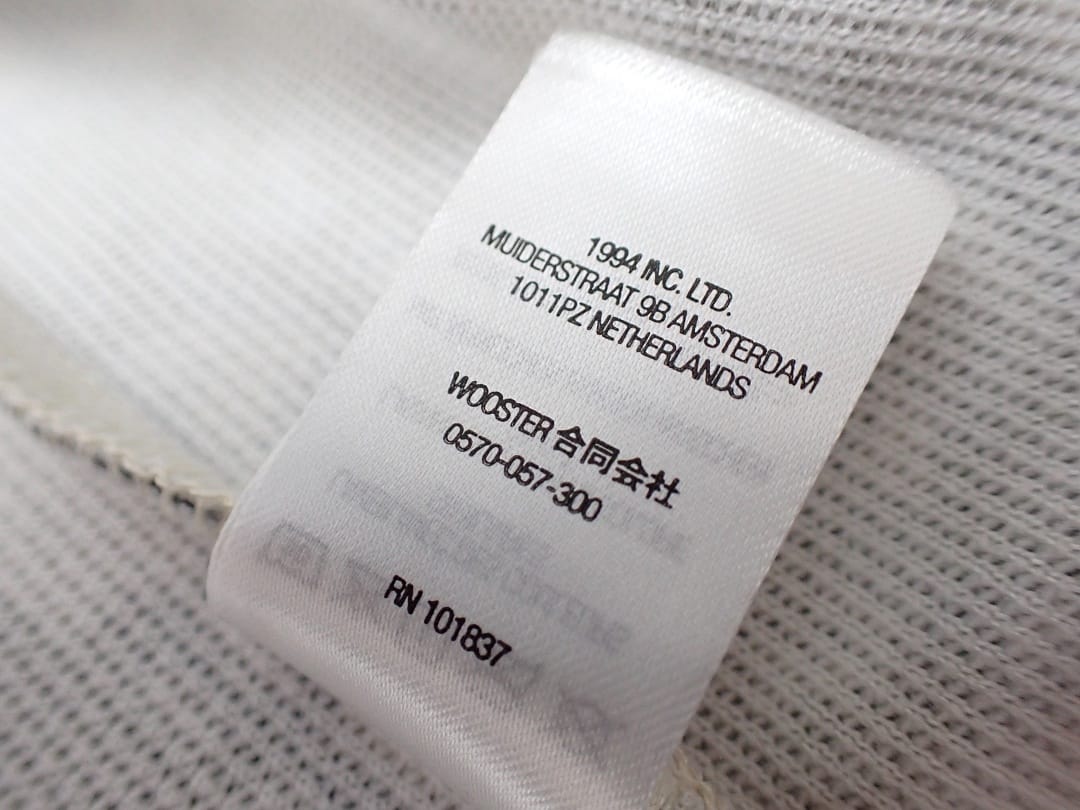 1994 INC. LTD.
MUIDERSTRAAT 9B AMSTERDAM
1011PZ NETHERLANDS
WOOSTER 合同会社
0570-057-300
RN 101837